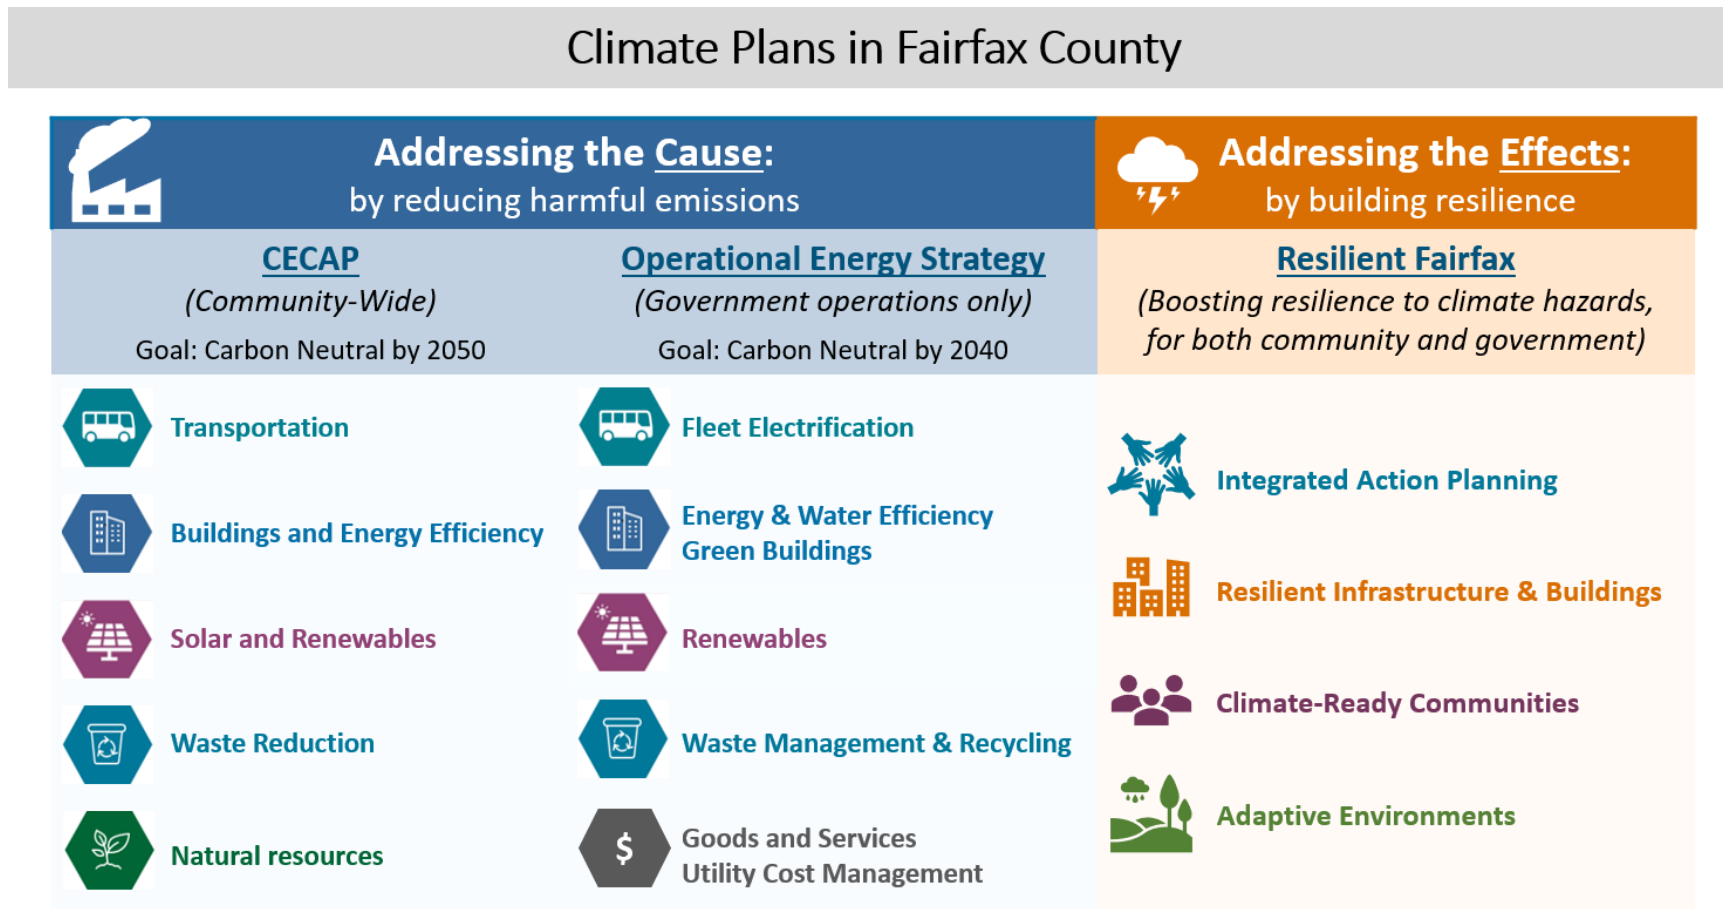 Climate Plans in Fairfax County
Addressing the Cause:
by reducing harmful emissions
Addressing the Effects:
by building resilience
CECAP
(Community-Wide)
Goal: Carbon Neutral by 2050
Operational Energy Strategy
(Government operations only)
Goal: Carbon Neutral by 2040
Resilient Fairfax
(Boosting resilience to climate hazards,
for both community and government)
Transportation
Buildings and Energy Efficiency
Solar and Renewables
Waste Reduction
Natural resources
Fleet Electrification
Energy & Water Efficiency
Green Buildings
Renewables
Waste Management & Recycling
$
Goods and Services
Utility Cost Management
Integrated Action Planning
Resilient Infrastructure & Buildings
Climate-Ready Communities
Adaptive Environments